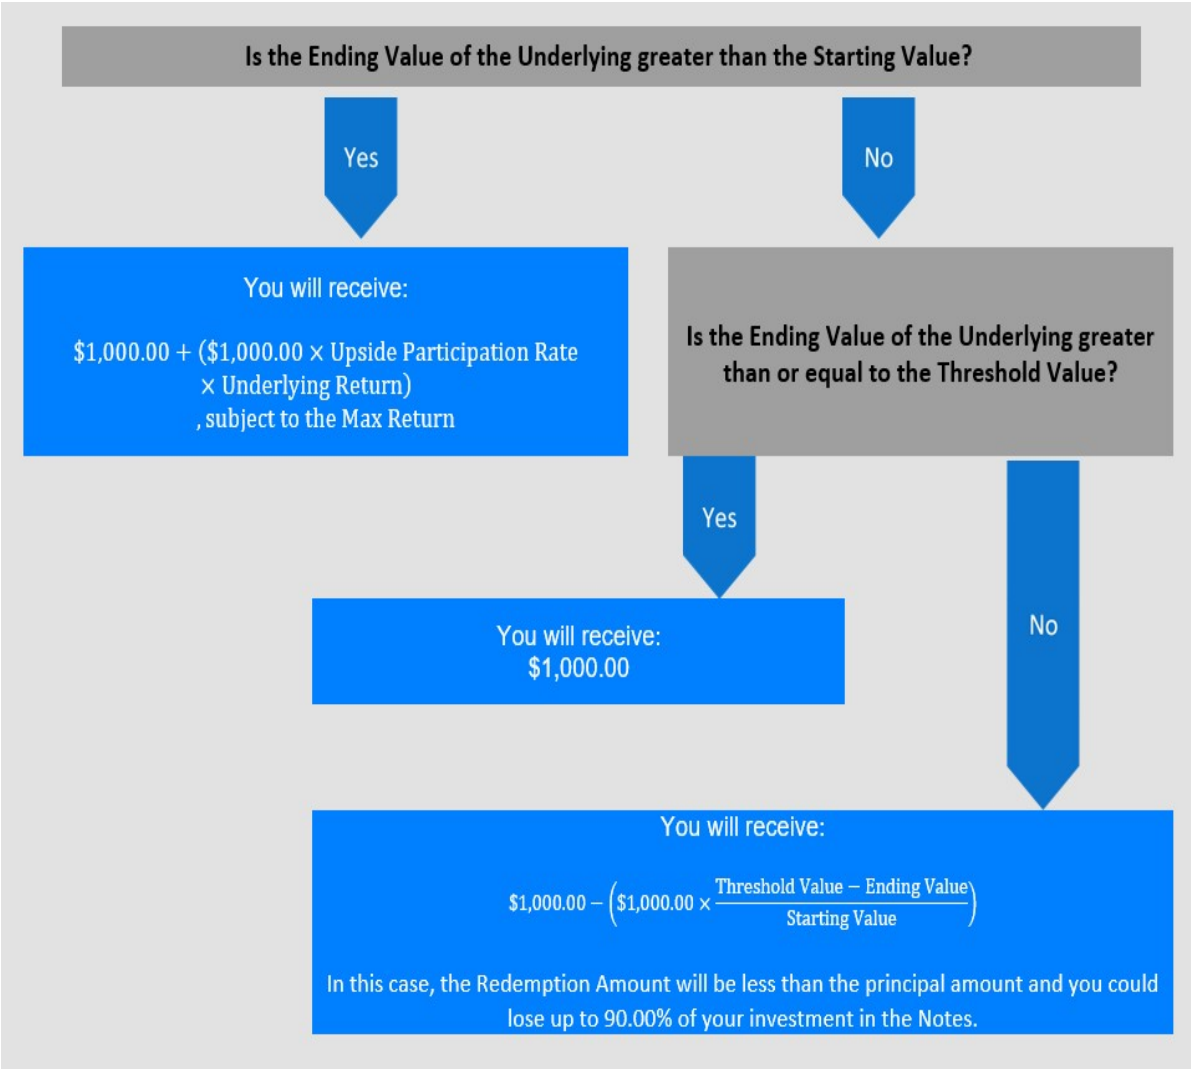 Is the Ending Value of the Underlying greater than the Starting Value?
Yes
No
You will receive:
$1,000.00 + ($1,000.00 × Upside Participation Rate
× Underlying Return)
, subject to the Max Return
Is the Ending Value of the Underlying greater
than or equal to the Threshold Value?
Yes
No
You will receive:
$1,000.00
You will receive:
$1,000.00 − ($1,000.00 × (Threshold Value − Ending Value) / Starting Value)
In this case, the Redemption Amount will be less than the principal amount and you could
lose up to 90.00% of your investment in the Notes.